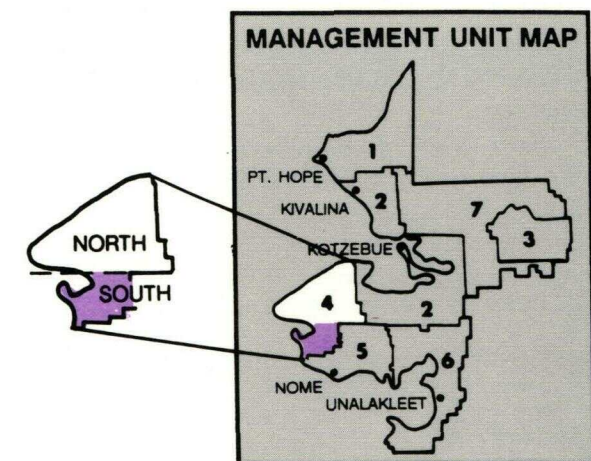 MANAGEMENT UNIT MAP
1
PT. HOPE
2
KIVALINA
7
3
KOTZEBUE
NORTH
SOUTH
4
2
5
6
NOME
UNALAKLEET